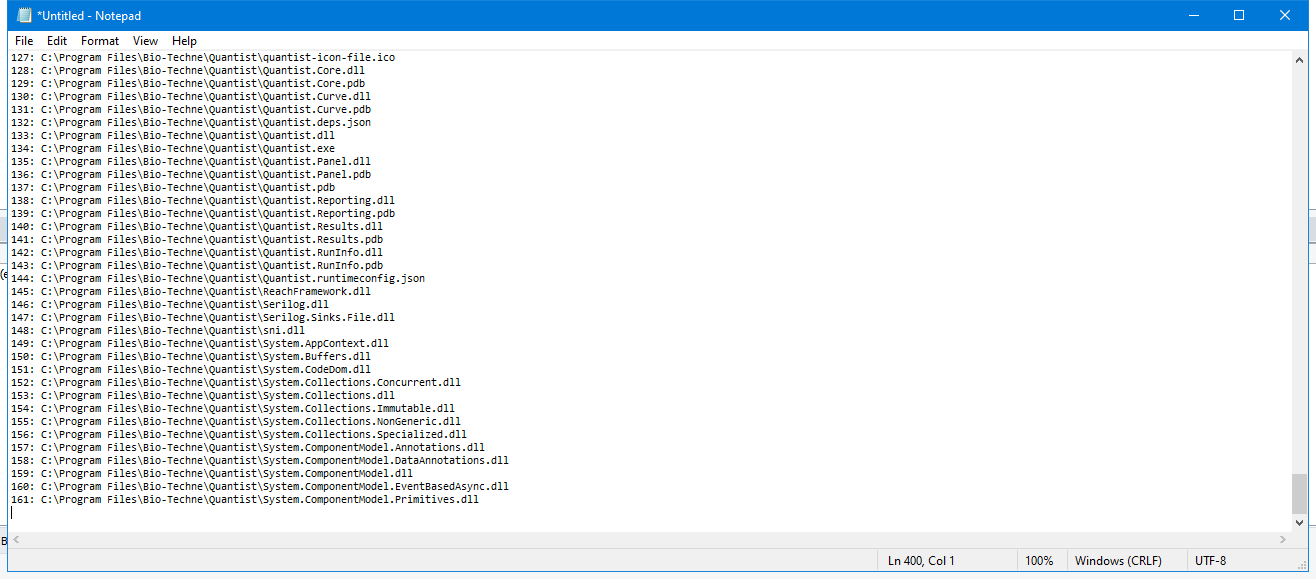 *Untitled - Notepad
File Edit Format View Help
127: C:\Program Files\Bio-Techne\Quantist\quantist-icon-file.ico
128: C:\Program Files\Bio-Techne\Quantist\Quantist.Core.dll
129: C:\Program Files\Bio-Techne\Quantist\Quantist.Core.pdb
130: C:\Program Files\Bio-Techne\Quantist\Quantist.Curve.dll
131: C:\Program Files\Bio-Techne\Quantist\Quantist.Curve.pdb
132: C:\Program Files\Bio-Techne\Quantist\Quantist.deps.json
133: C:\Program Files\Bio-Techne\Quantist\Quantist.dll
134: C:\Program Files\Bio-Techne\Quantist\Quantist.exe
135: C:\Program Files\Bio-Techne\Quantist\Quantist.Panel.dll
136: C:\Program Files\Bio-Techne\Quantist\Quantist.Panel.pdb
137: C:\Program Files\Bio-Techne\Quantist\Quantist.pdb
138: C:\Program Files\Bio-Techne\Quantist\Quantist.Reporting.dll
139: C:\Program Files\Bio-Techne\Quantist\Quantist.Reporting.pdb
140: C:\Program Files\Bio-Techne\Quantist\Quantist.Results.dll
141: C:\Program Files\Bio-Techne\Quantist\Quantist.Results.pdb
142: C:\Program Files\Bio-Techne\Quantist\Quantist.RunInfo.dll
143: C:\Program Files\Bio-Techne\Quantist\Quantist.RunInfo.pdb
144: C:\Program Files\Bio-Techne\Quantist\Quantist.runtimeconfig.json
145: C:\Program Files\Bio-Techne\Quantist\ReachFramework.dll
146: C:\Program Files\Bio-Techne\Quantist\Serilog.dll
147: C:\Program Files\Bio-Techne\Quantist\Serilog.Sinks.File.dll
148: C:\Program Files\Bio-Techne\Quantist\sni.dll
149: C:\Program Files\Bio-Techne\Quantist\System.AppContext.dll
150: C:\Program Files\Bio-Techne\Quantist\System.Buffers.dll
151: C:\Program Files\Bio-Techne\Quantist\System.CodeDom.dll
152: C:\Program Files\Bio-Techne\Quantist\System.Collections.Concurrent.dll
153: C:\Program Files\Bio-Techne\Quantist\System.Collections.dll
154: C:\Program Files\Bio-Techne\Quantist\System.Collections.Immutable.dll
155: C:\Program Files\Bio-Techne\Quantist\System.Collections.NonGeneric.dll
156: C:\Program Files\Bio-Techne\Quantist\System.Collections.Specialized.dll
157: C:\Program Files\Bio-Techne\Quantist\System.ComponentModel.Annotations.dll
158: C:\Program Files\Bio-Techne\Quantist\System.ComponentModel.DataAnnotations.dll
159: C:\Program Files\Bio-Techne\Quantist\System.ComponentModel.dll
160: C:\Program Files\Bio-Techne\Quantist\System.ComponentModel.EventBasedAsync.dll
161: C:\Program Files\Bio-Techne\Quantist\System.ComponentModel.Primitives.dll
Ln 400, Col 1 100% Windows (CRLF) UTF-8